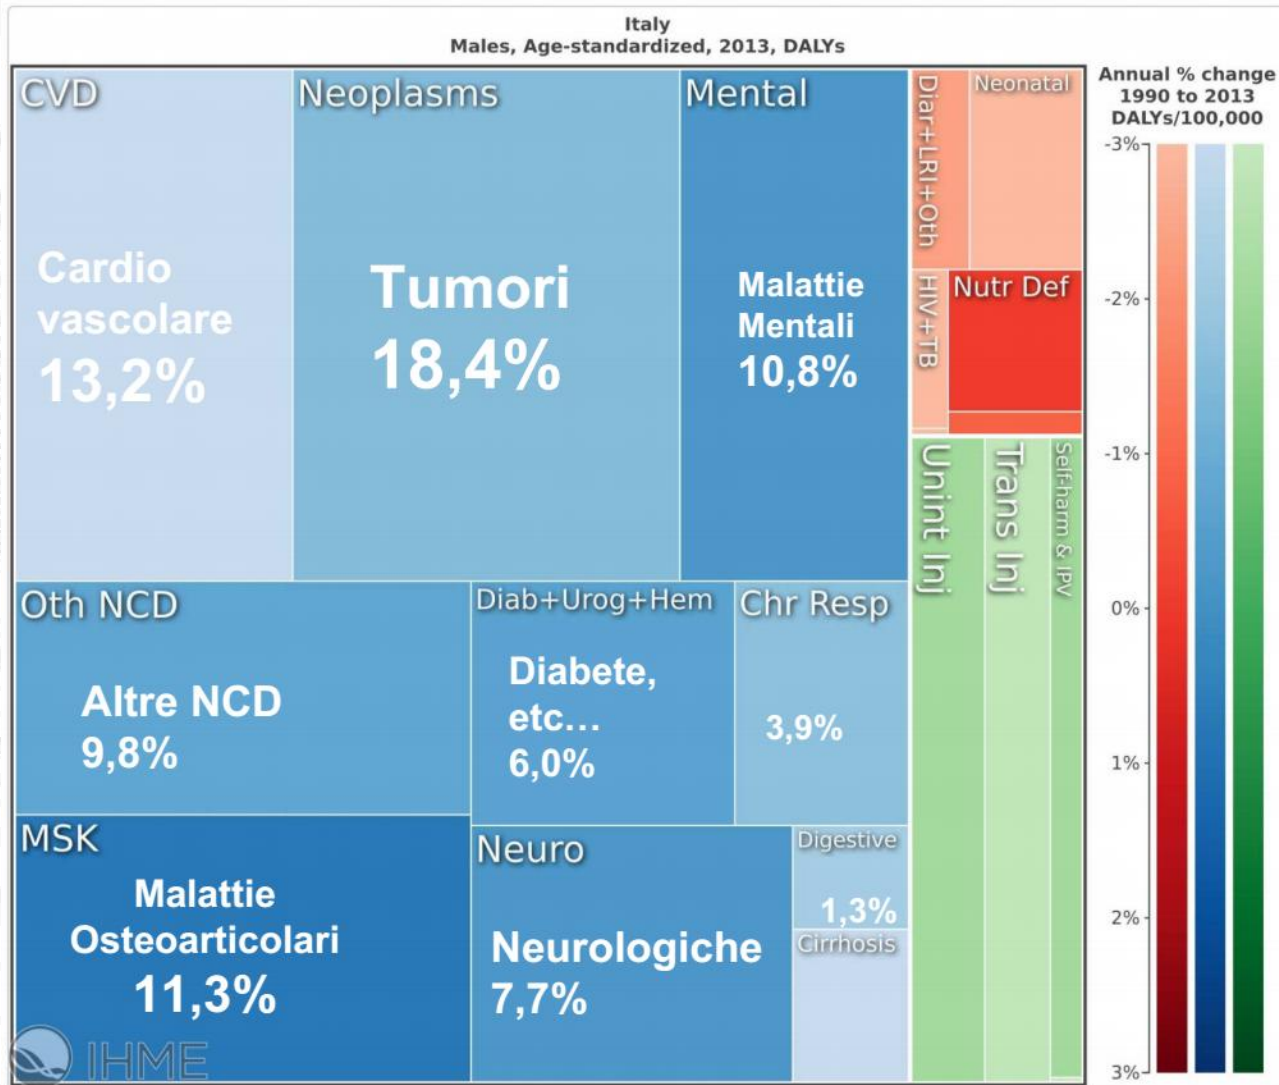 Italy
Males, Age-standardized, 2013, DALYs
CVD
Cardio
vascolare
13,2%
Neoplasms
Tumori
18,4%
Mental
Malattie
Mentali
10,8%
Diar+LRI+Oth
Neonatal
HIV+TB
Nutr Def
Oth NCD
Altre NCD
9,8%
Diab+Urog+Hem
Diabete,
etc...
6,0%
Chr Resp
3,9%
MSK
Malattie
Osteoarticolari
11,3%
Neuro
Neurologiche
7,7%
Digestive
1,3%
Cirrhosis
Unint Inj
Trans Inj
Self-harm & IPV
IHME
Annual % change
1990 to 2013
DALYs/100,000
-3%
-2%
-1%
0%
1%
2%
3%